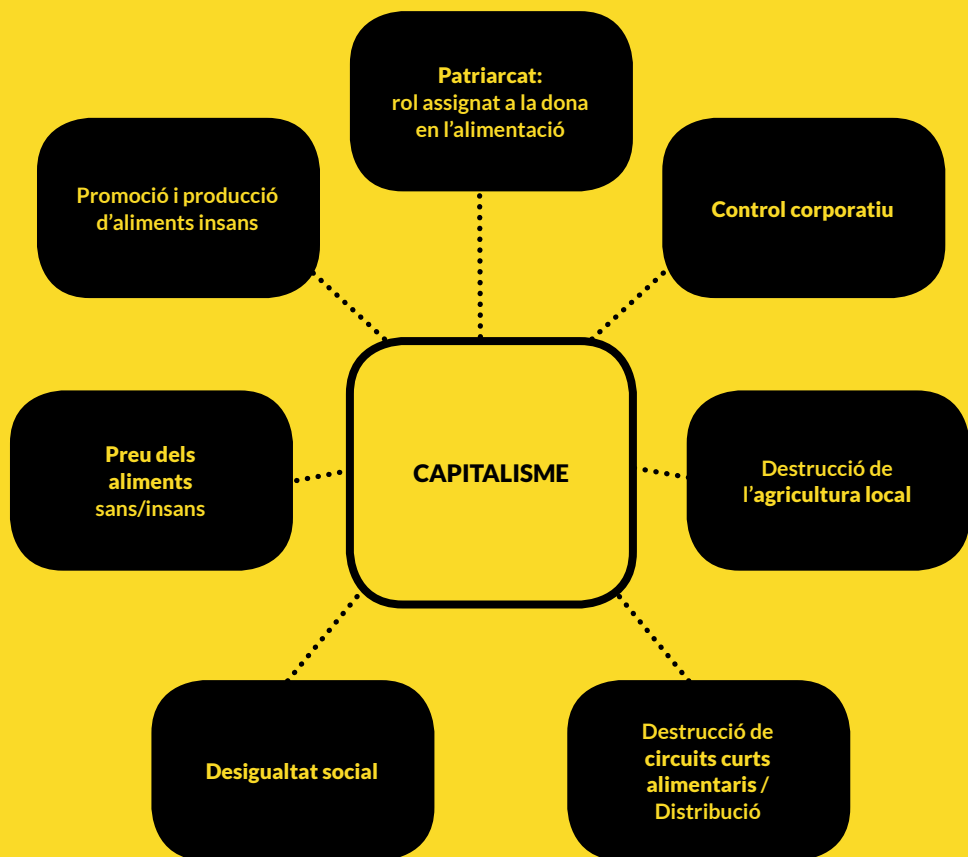 Patriarcat:
rol assignat a la dona
en l’alimentació
Promoció i producció
d’aliments insans
Control corporatiu
Preu dels
aliments
sans/insans
CAPITALISME
Destrucció de
l’agricultura local
Desigualtat social
Destrucció de
circuits curts
alimentaris /
Distribució